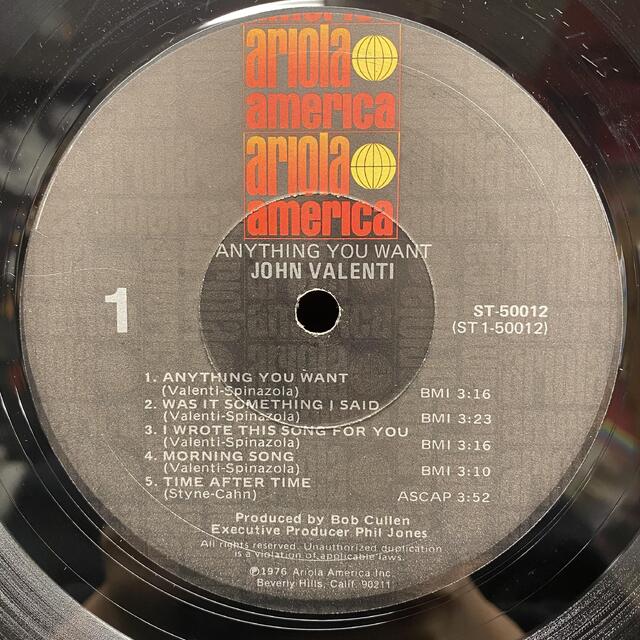 ariola
america
ariola
america
ANYTHING YOU WANT
JOHN VALENTI
1
ST-50012
(ST 1-50012)
1. ANYTHING YOU WANT
(Valenti-Spinazola) BMI 3:16
2. WAS IT SOMETHING I SAID
(Valenti-Spinazola) BMI 3:23
3. I WROTE THIS SONG FOR YOU
(Valenti-Spinazola) BMI 3:16
4. MORNING SONG
(Valenti-Spinazola) BMI 3:10
5. TIME AFTER TIME
(Styne-Cahn) ASCAP 3:52
Produced by Bob Cullen
Executive Producer Phil Jones
All rights reserved. Unauthorized duplication
is a violation of applicable laws.
℗1976 Ariola America Inc.
Beverly Hills, Calif. 90211